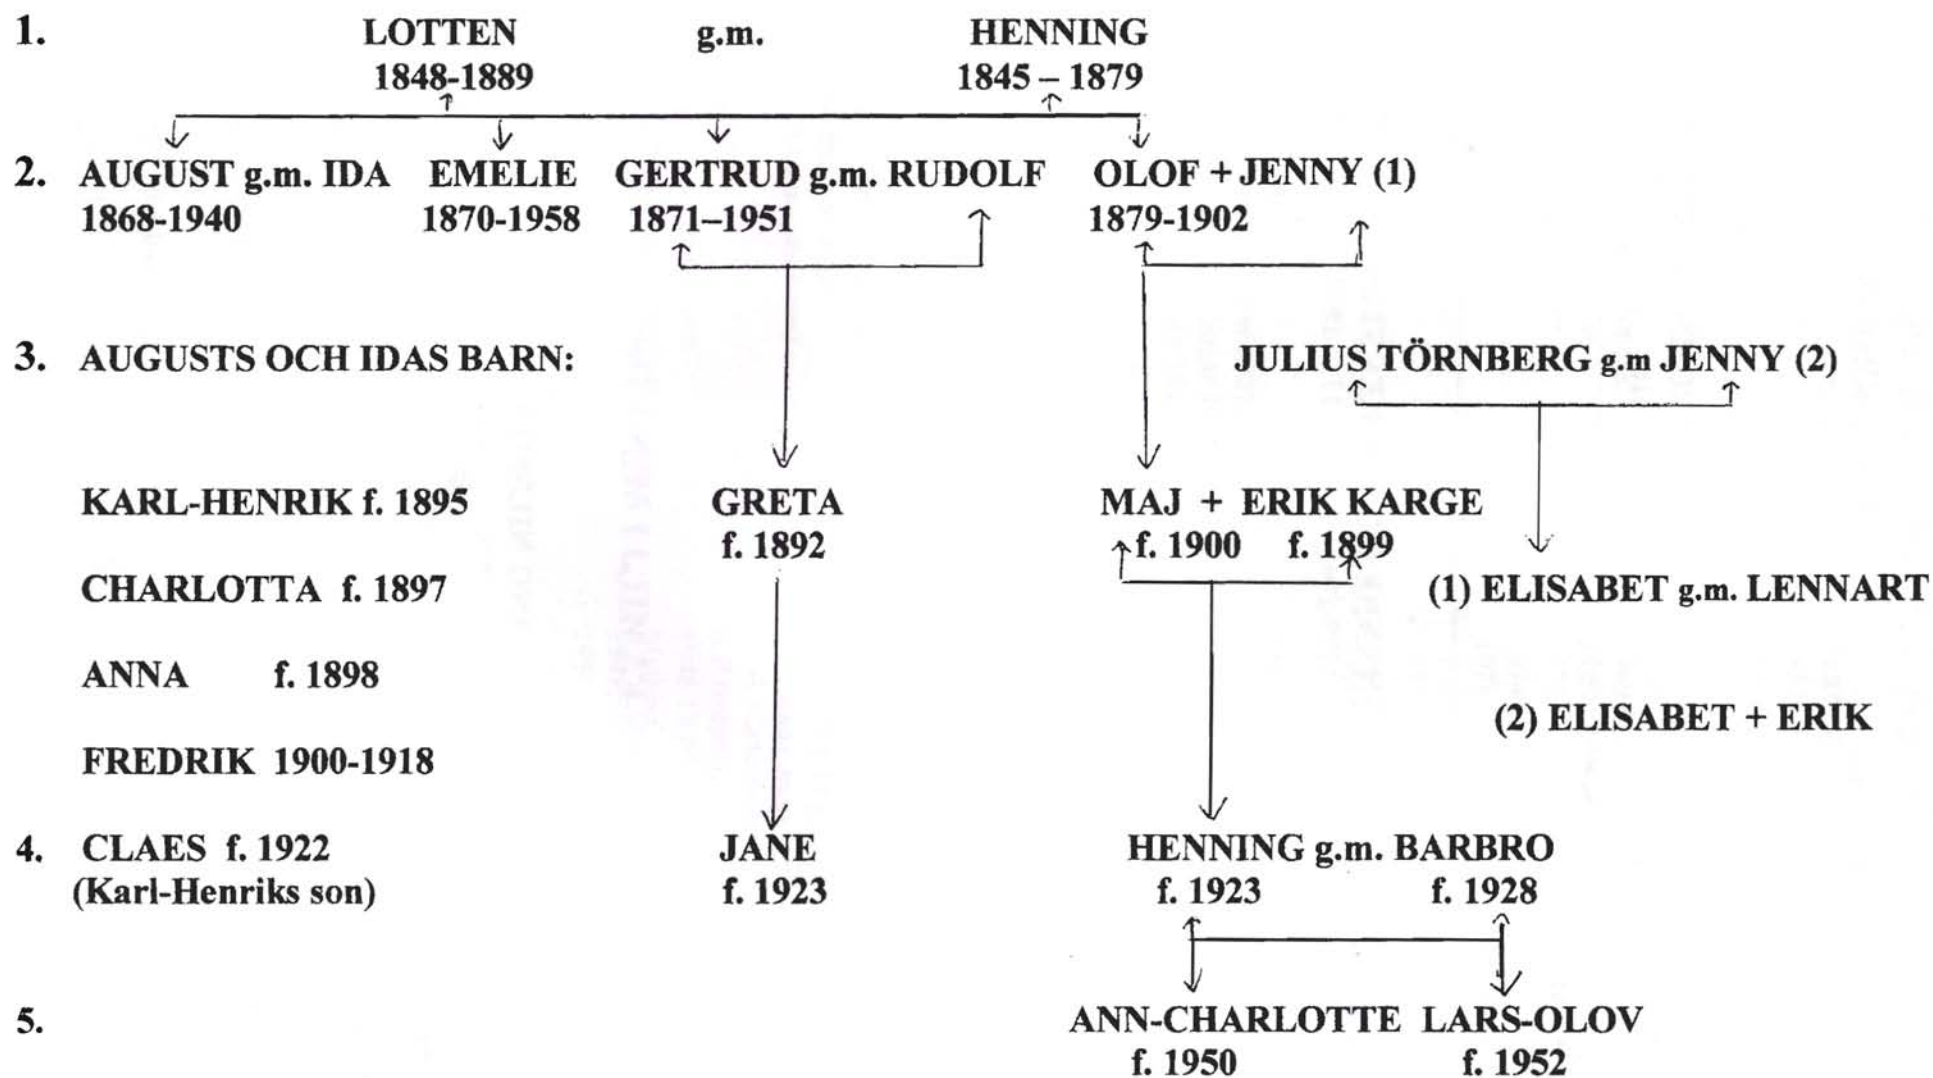 1. LOTTEN g.m. HENNING
1848-1889 1845 – 1879
2. AUGUST g.m. IDA EMELIE GERTRUD g.m. RUDOLF OLOF + JENNY (1)
1868-1940 1870-1958 1871–1951 1879-1902
3. AUGUSTS OCH IDAS BARN: JULIUS TÖRNBERG g.m JENNY (2)
KARL-HENRIK f. 1895 GRETA MAJ + ERIK KARGE
f. 1892 f. 1900 f. 1899
CHARLOTTA f. 1897 (1) ELISABET g.m. LENNART
ANNA f. 1898
(2) ELISABET + ERIK
FREDRIK 1900-1918
4. CLAES f. 1922 JANE HENNING g.m. BARBRO
(Karl-Henriks son) f. 1923 f. 1923 f. 1928
5. ANN-CHARLOTTE LARS-OLOV
f. 1950 f. 1952